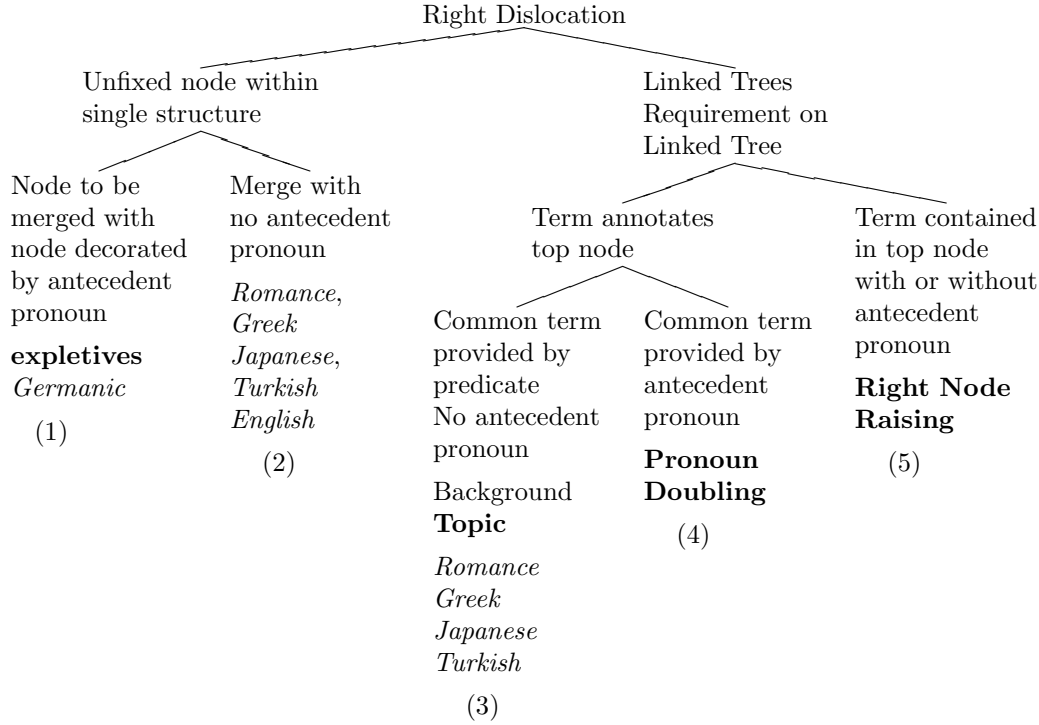 Right Dislocation
Unfixed node within
single structure
Linked Trees
Requirement on
Linked Tree
Node to be
merged with
node decorated
by antecedent
pronoun
expletives
Germanic
(1)
Merge with
no antecedent
pronoun
Romance,
Greek
Japanese,
Turkish
English
(2)
Term annotates
top node
Common term
provided by
predicate
No antecedent
pronoun
Background
Topic
Romance
Greek
Japanese
Turkish
(3)
Common term
provided by
antecedent
pronoun
Pronoun
Doubling
(4)
Term contained
in top node
with or without
antecedent
pronoun
Right Node
Raising
(5)